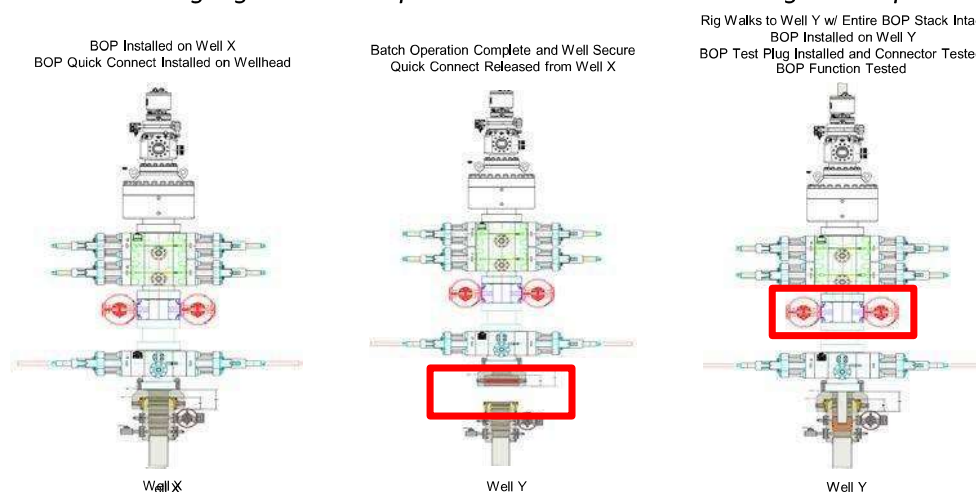 BOP Installed on Well X
BOP Quick Connect Installed on Wellhead
Batch Operation Complete and Well Secure
Quick Connect Released from Well X
Rig Walks to Well Y w/ Entire BOP Stack Intac
BOP Installed on Well Y
BOP Test Plug Installed and Connector Teste
BOP Function Tested
Well X
Well Y
Well Y